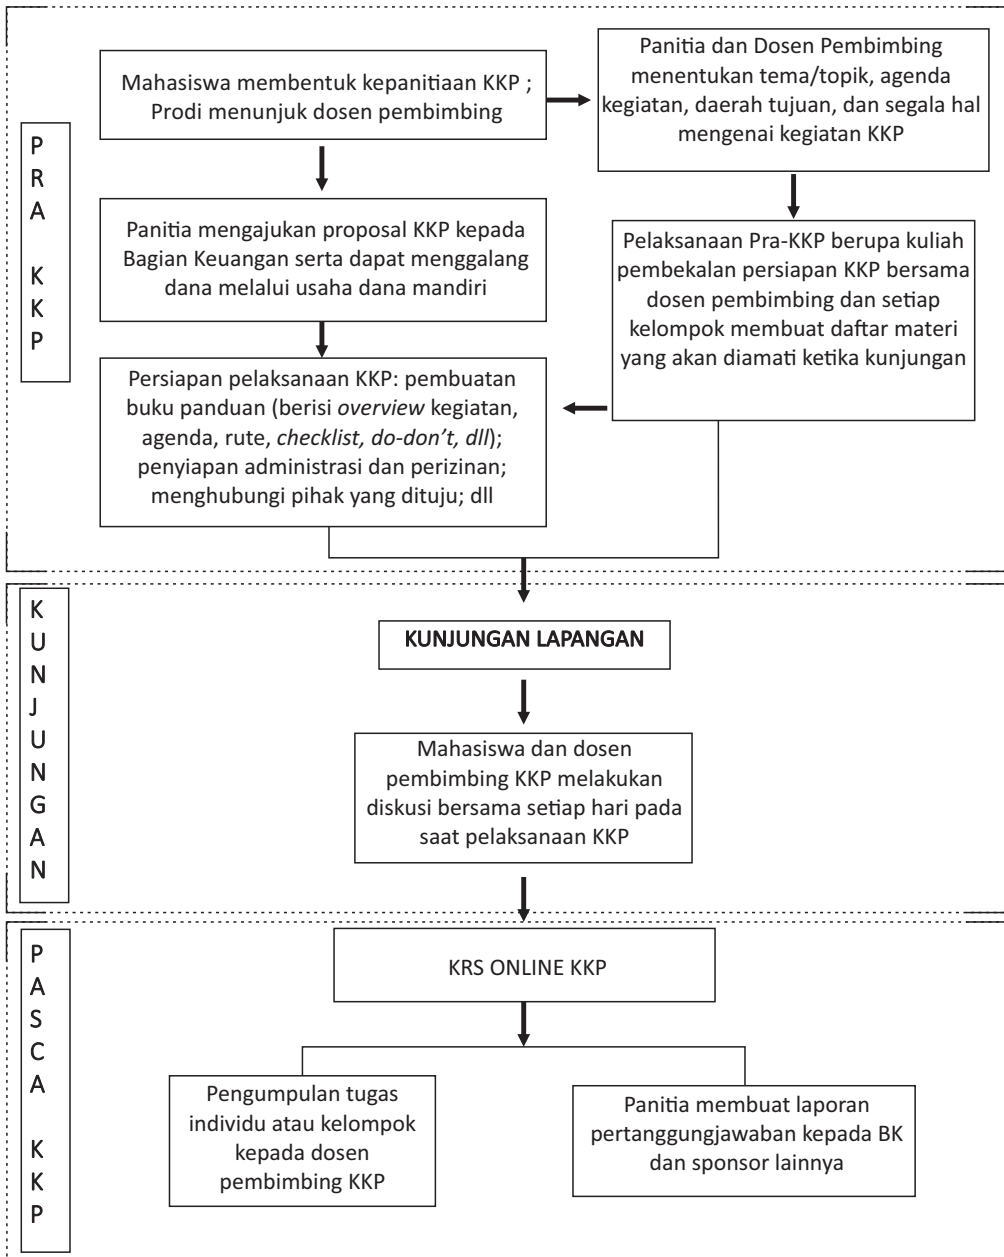 PRA KKP
Mahasiswa membentuk kepanitiaan KKP ;
Prodi menunjuk dosen pembimbing
Panitia dan Dosen Pembimbing
menentukan tema/topik, agenda
kegiatan, daerah tujuan, dan segala hal
mengenai kegiatan KKP
Panitia mengajukan proposal KKP kepada
Bagian Keuangan serta dapat menggalang
dana melalui usaha dana mandiri
Pelaksanaan Pra-KKP berupa kuliah
pembekalan persiapan KKP bersama
dosen pembimbing dan setiap
kelompok membuat daftar materi
yang akan diamati ketika kunjungan
Persiapan pelaksanaan KKP: pembuatan
buku panduan (berisi overview kegiatan,
agenda, rute, checklist, do-don't, dll);
penyiapan administrasi dan perizinan;
menghubungi pihak yang dituju; dll
KUNJUNGAN
KUNJUNGAN LAPANGAN
Mahasiswa dan dosen
pembimbing KKP melakukan
diskusi bersama setiap hari pada
saat pelaksanaan KKP
PASCA KKP
KRS ONLINE KKP
Pengumpulan tugas
individu atau kelompok
kepada dosen
pembimbing KKP
Panitia membuat laporan
pertanggungjawaban kepada BK
dan sponsor lainnya